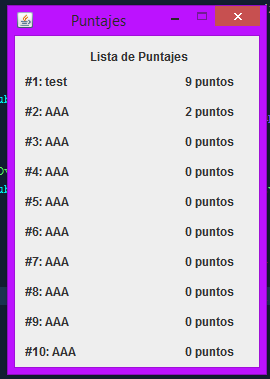 Puntajes
Lista de Puntajes
#1: test 9 puntos
#2: AAA 2 puntos
#3: AAA 0 puntos
#4: AAA 0 puntos
#5: AAA 0 puntos
#6: AAA 0 puntos
#7: AAA 0 puntos
#8: AAA 0 puntos
#9: AAA 0 puntos
#10: AAA 0 puntos